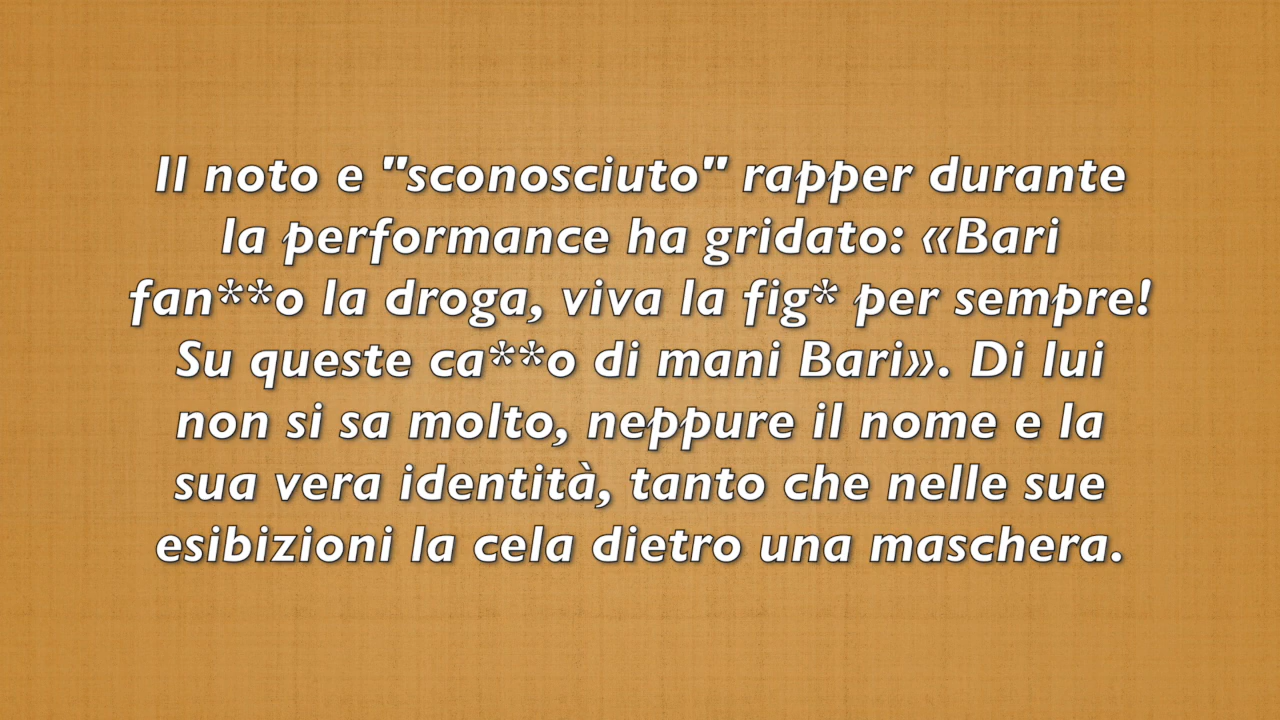 Il noto e "sconosciuto" rapper durante
la performance ha gridato: «Bari
fan**o la droga, viva la fig* per sempre!
Su queste ca**o di mani Bari». Di lui
non si sa molto, neppure il nome e la
sua vera identità, tanto che nelle sue
esibizioni la cela dietro una maschera.